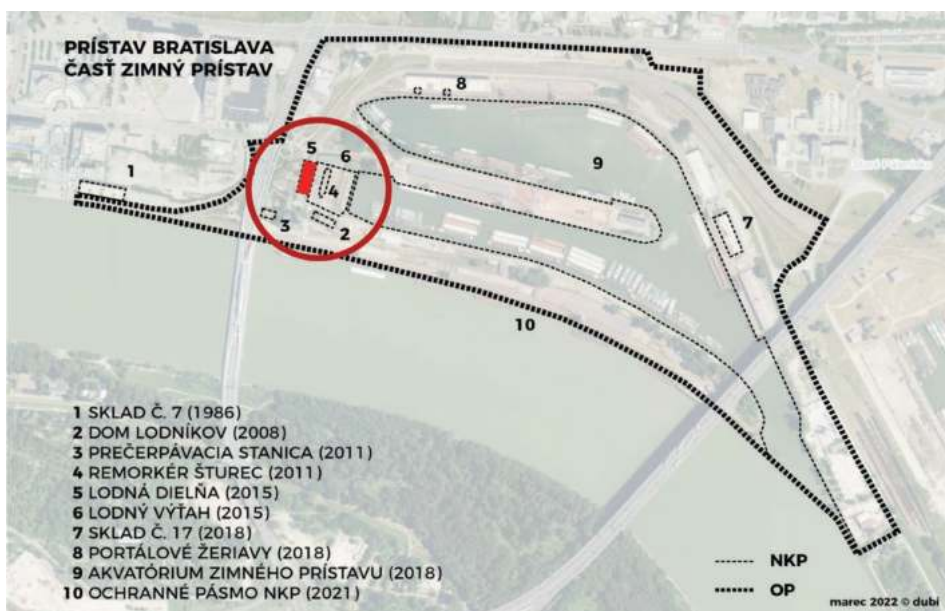 PRÍSTAV BRATISLAVA
ČASŤ ZIMNÝ PRÍSTAV
8
5
6
9
1
4
7
3
2
10
1 SKLAD Č. 7 (1986)
2 DOM LODNÍKOV (2008)
3 PREČERPÁVACIA STANICA (2011)
4 REMORKÉR ŠTUREC (2011)
5 LODNÁ DIELŇA (2015)
6 LODNÝ VÝŤAH (2015)
7 SKLAD Č. 17 (2018)
8 PORTÁLOVÉ ŽERIAVY (2018)
9 AKVATÓRIUM ZIMNÉHO PRÍSTAVU (2018)
10 OCHRANNÉ PÁSMO NKP (2021)
NKP
OP
marec 2022 © dubi